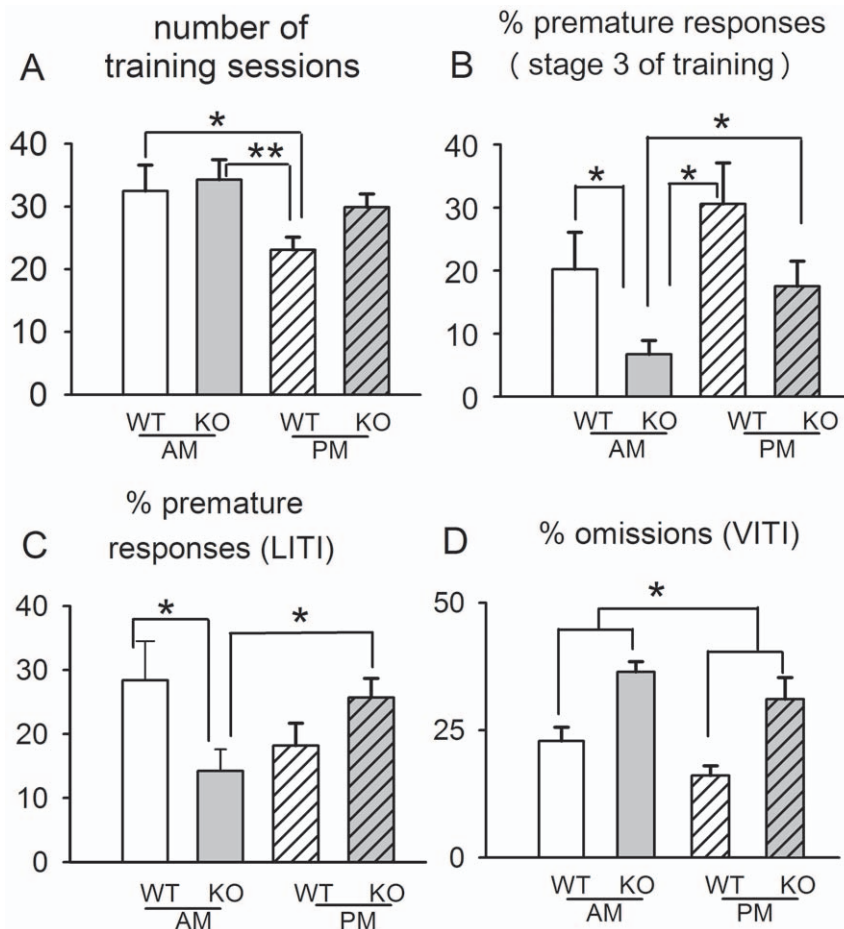 A
number of
training sessions
*
**
40
30
20
10
0
WT KO
AM
WT KO
PM
B
% premature responses
( stage 3 of training )
*
*
*
40
30
20
10
0
WT KO
AM
WT KO
PM
C
% premature
responses (LITI)
*
*
40
30
20
10
0
WT KO
AM
WT KO
PM
D
% omissions (VITI)
*
50
25
0
WT KO
AM
WT KO
PM